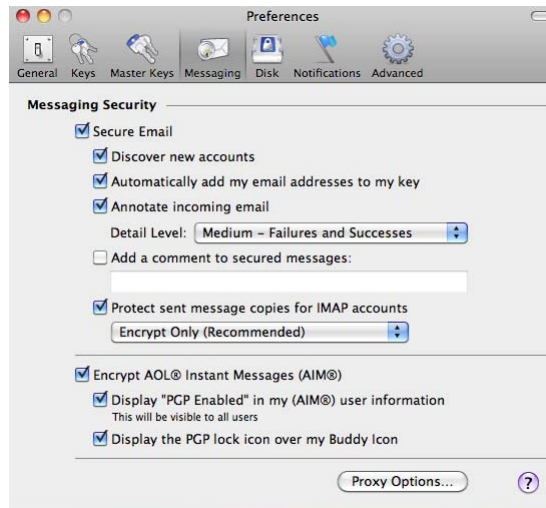 Preferences
General Keys Master Keys Messaging Disk Notifications Advanced
Messaging Security
Secure Email
Discover new accounts
Automatically add my email addresses to my key
Annotate incoming email
Detail Level: Medium – Failures and Successes
Add a comment to secured messages:
Protect sent message copies for IMAP accounts
Encrypt Only (Recommended)
Encrypt AOL® Instant Messages (AIM®)
Display "PGP Enabled" in my (AIM®) user information
This will be visible to all users
Display the PGP lock icon over my Buddy Icon
Proxy Options... ?